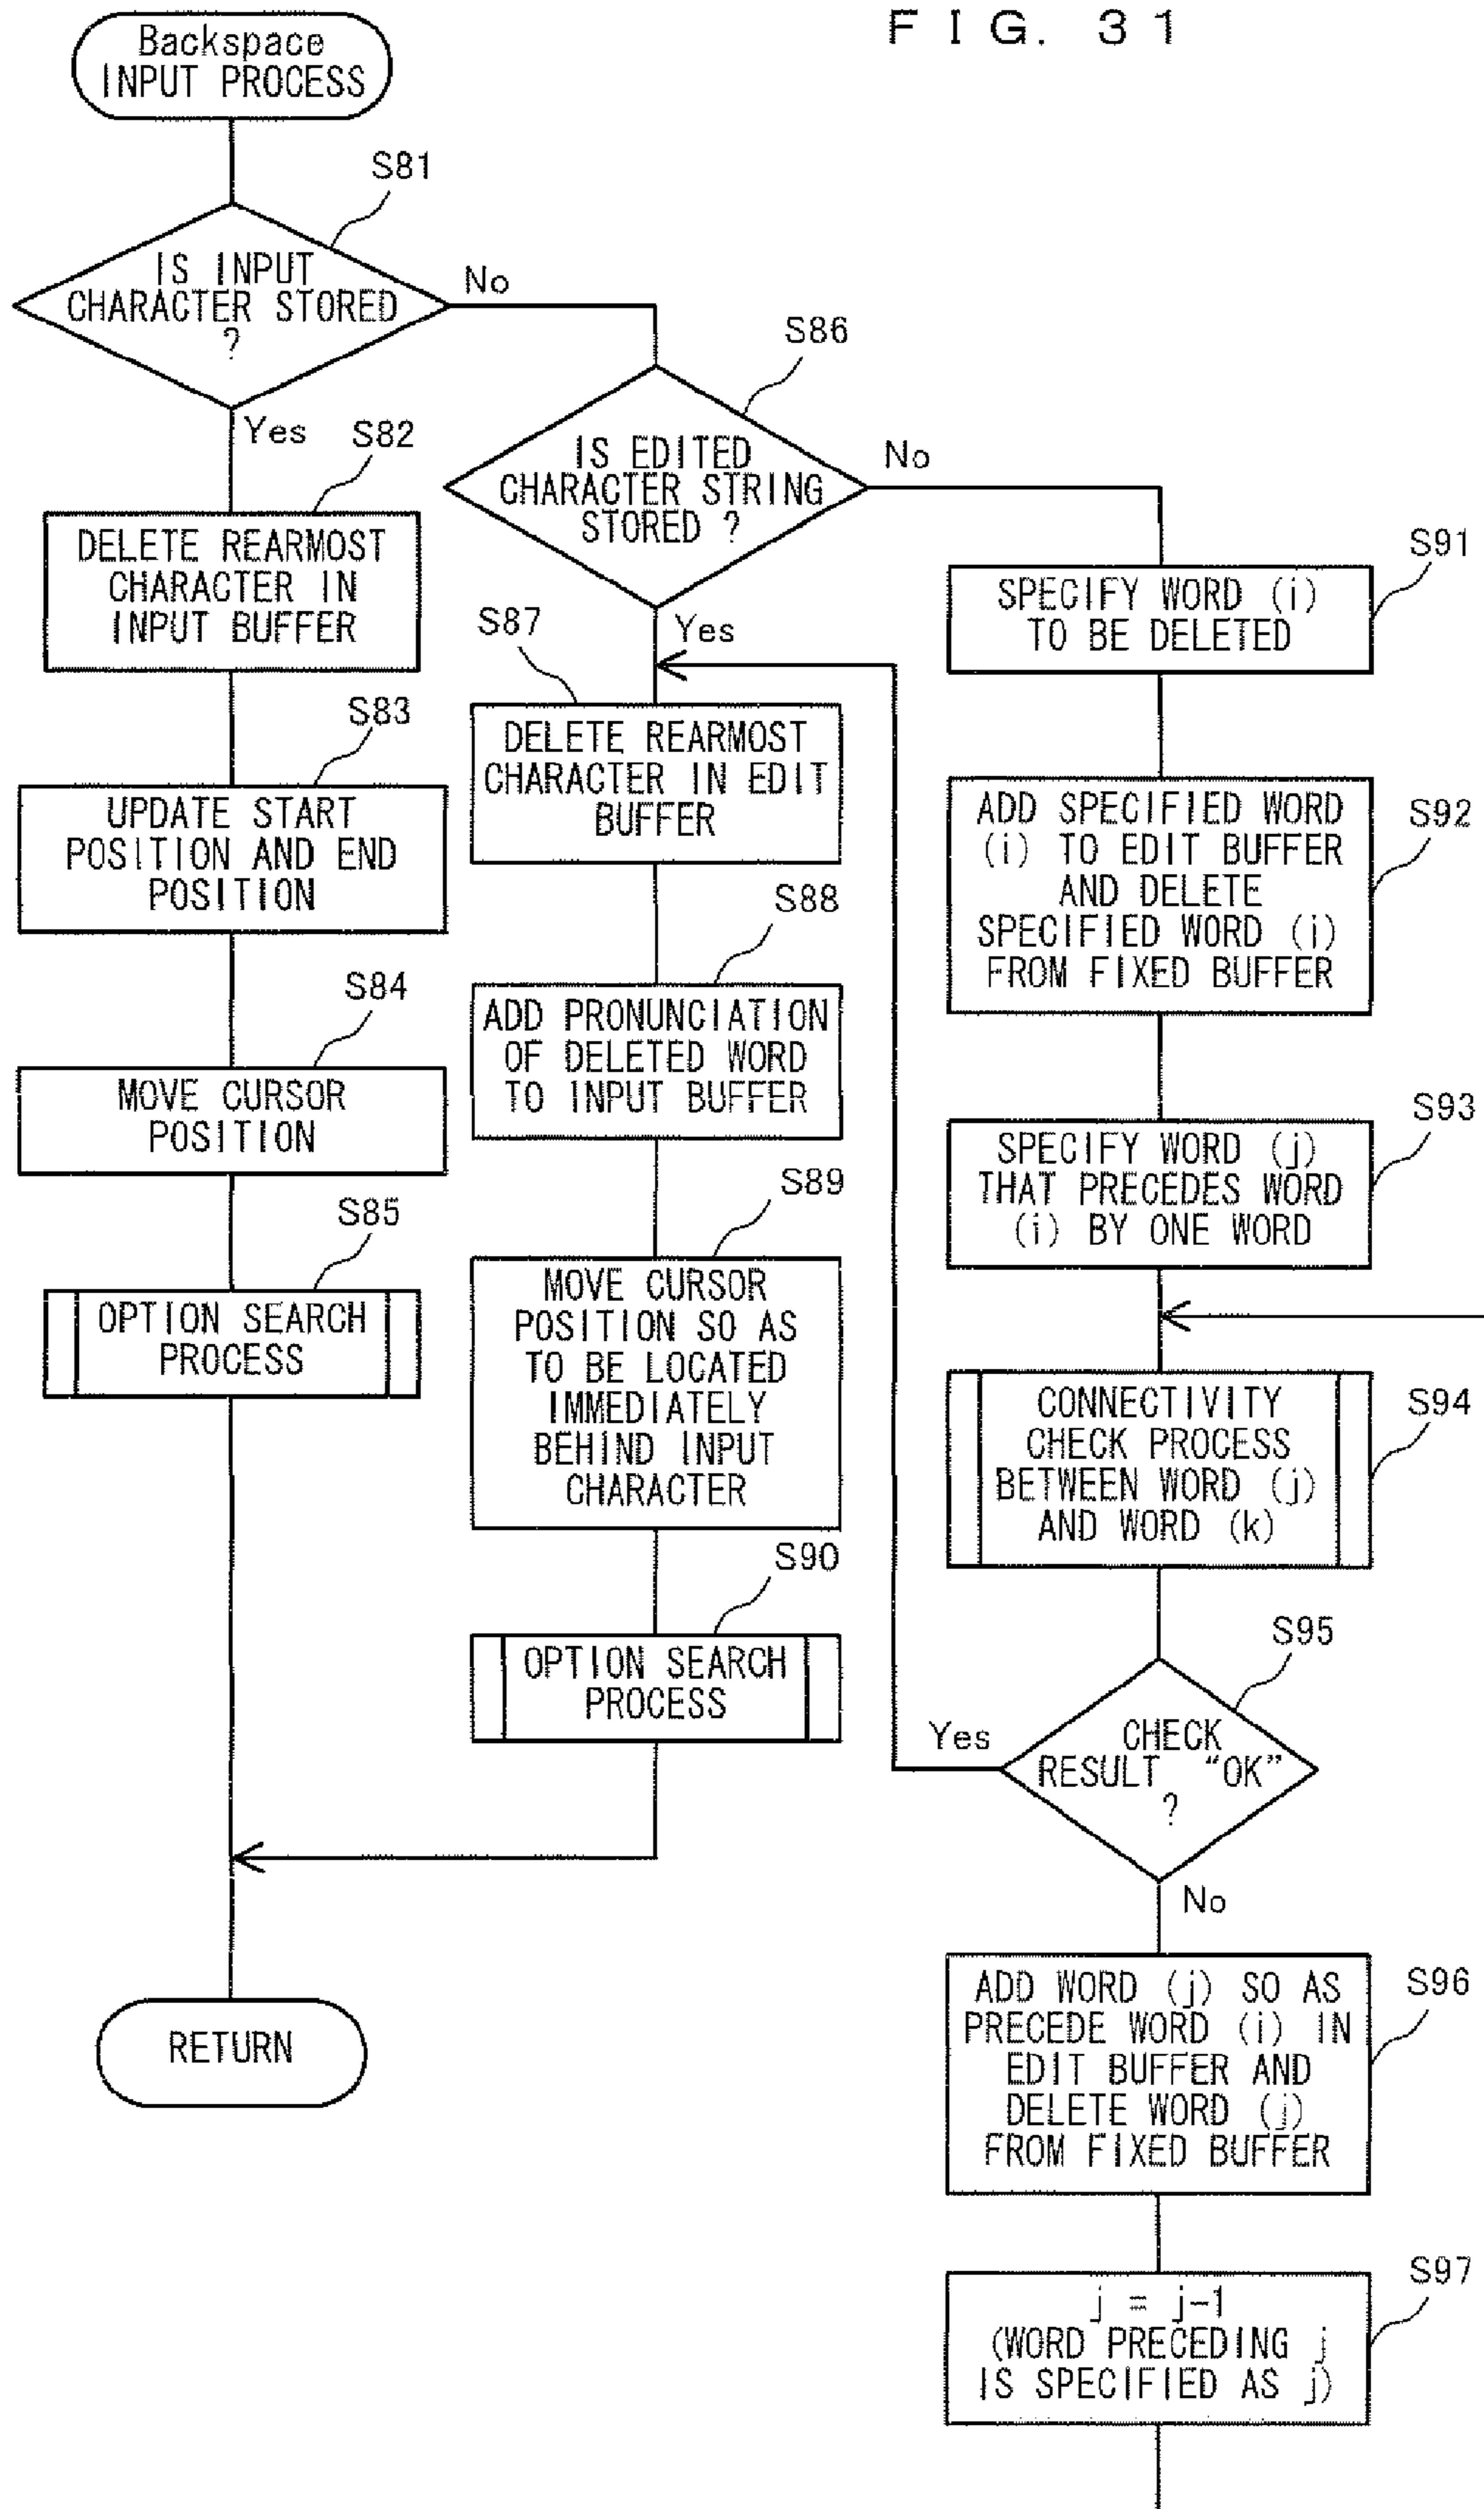 FIG. 31
Backspace
INPUT PROCESS
S81
IS INPUT
CHARACTER STORED
?
No
Yes
S82
DELETE REARMOST
CHARACTER IN
INPUT BUFFER
S83
UPDATE START
POSITION AND END
POSITION
S84
MOVE CURSOR
POSITION
S85
OPTION SEARCH
PROCESS
RETURN
S86
IS EDITED
CHARACTER STRING
STORED ?
No
Yes
S87
DELETE REARMOST
CHARACTER IN EDIT
BUFFER
S88
ADD PRONUNCIATION
OF DELETED WORD
TO INPUT BUFFER
S89
MOVE CURSOR
POSITION SO AS
TO BE LOCATED
IMMEDIATELY
BEHIND INPUT
CHARACTER
S90
OPTION SEARCH
PROCESS
S91
SPECIFY WORD (i)
TO BE DELETED
S92
ADD SPECIFIED WORD
(i) TO EDIT BUFFER
AND DELETE
SPECIFIED WORD (i)
FROM FIXED BUFFER
S93
SPECIFY WORD (j)
THAT PRECEDES WORD
(i) BY ONE WORD
S94
CONNECTIVITY
CHECK PROCESS
BETWEEN WORD (j)
AND WORD (k)
S95
CHECK
RESULT "OK"
?
Yes
No
S96
ADD WORD (j) SO AS
PRECEDE WORD (i) IN
EDIT BUFFER AND
DELETE WORD (j)
FROM FIXED BUFFER
S97
j = j-1
(WORD PRECEDING j
IS SPECIFIED AS j)